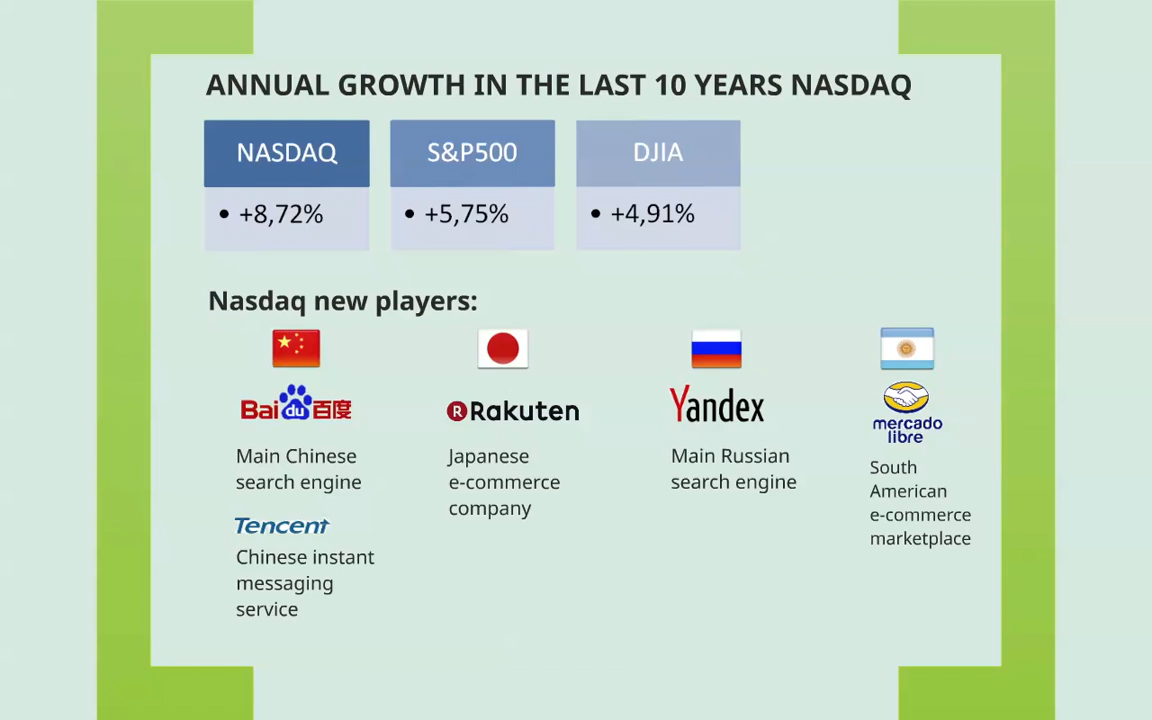 ANNUAL GROWTH IN THE LAST 10 YEARS NASDAQ
NASDAQ
• +8,72%
S&P500
• +5,75%
DJIA
• +4,91%
Nasdaq new players:
Baidu百度
Main Chinese
search engine
Tencent
Chinese instant
messaging
service
R Rakuten
Japanese
e-commerce
company
Yandex
Main Russian
search engine
mercado
libre
South
American
e-commerce
marketplace